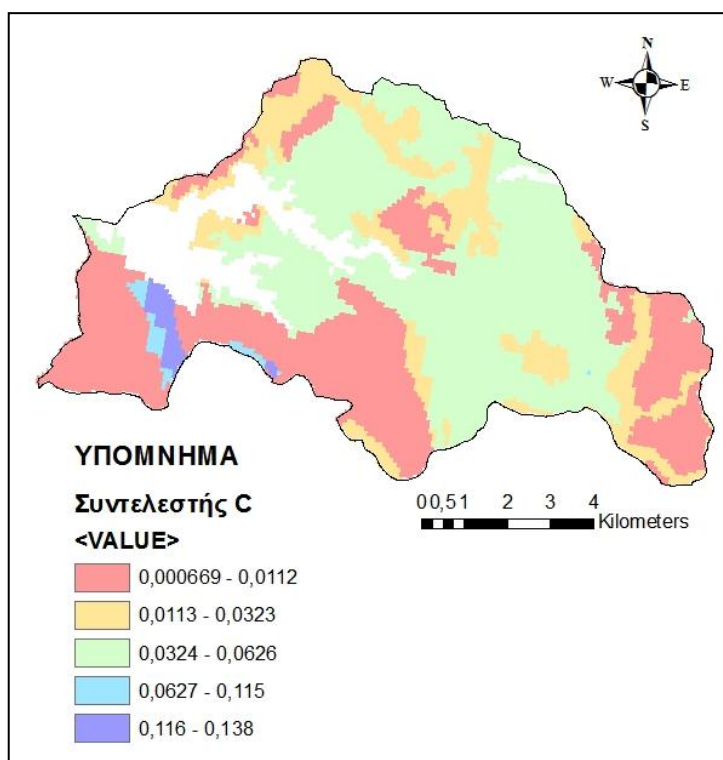 N
W E
S
ΥΠΟΜΝΗΜΑ
Συντελεστής C
<VALUE>
0,000669 - 0,0112
0,0113 - 0,0323
0,0324 - 0,0626
0,0627 - 0,115
0,116 - 0,138
0 0,5 1 2 3 4
Kilometers